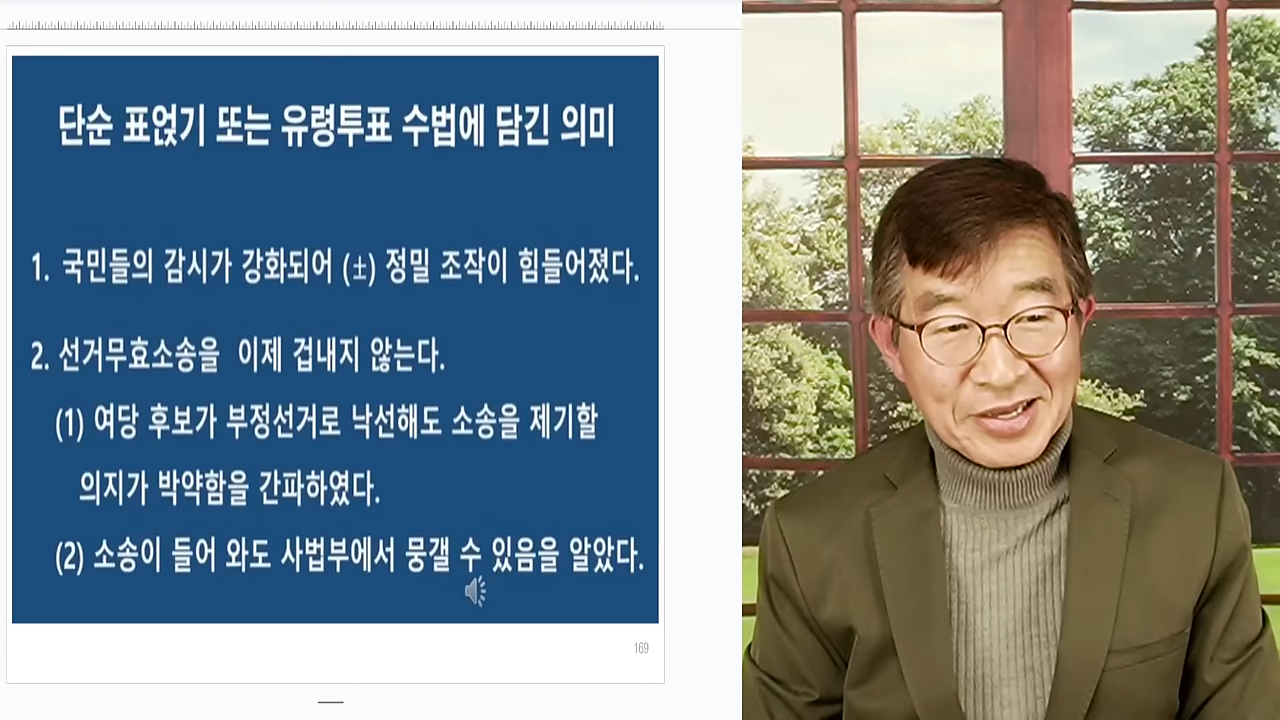 단순 표얹기 또는 유령투표 수법에 담긴 의미
1. 국민들의 감시가 강화되어 (±) 정밀 조작이 힘들어졌다.
2. 선거무효소송을 이제 겁내지 않는다.
(1) 여당 후보가 부정선거로 낙선해도 소송을 제기할
의지가 박약함을 간파하였다.
(2) 소송이 들어 와도 사법부에서 뭉갤 수 있음을 알았다.
169